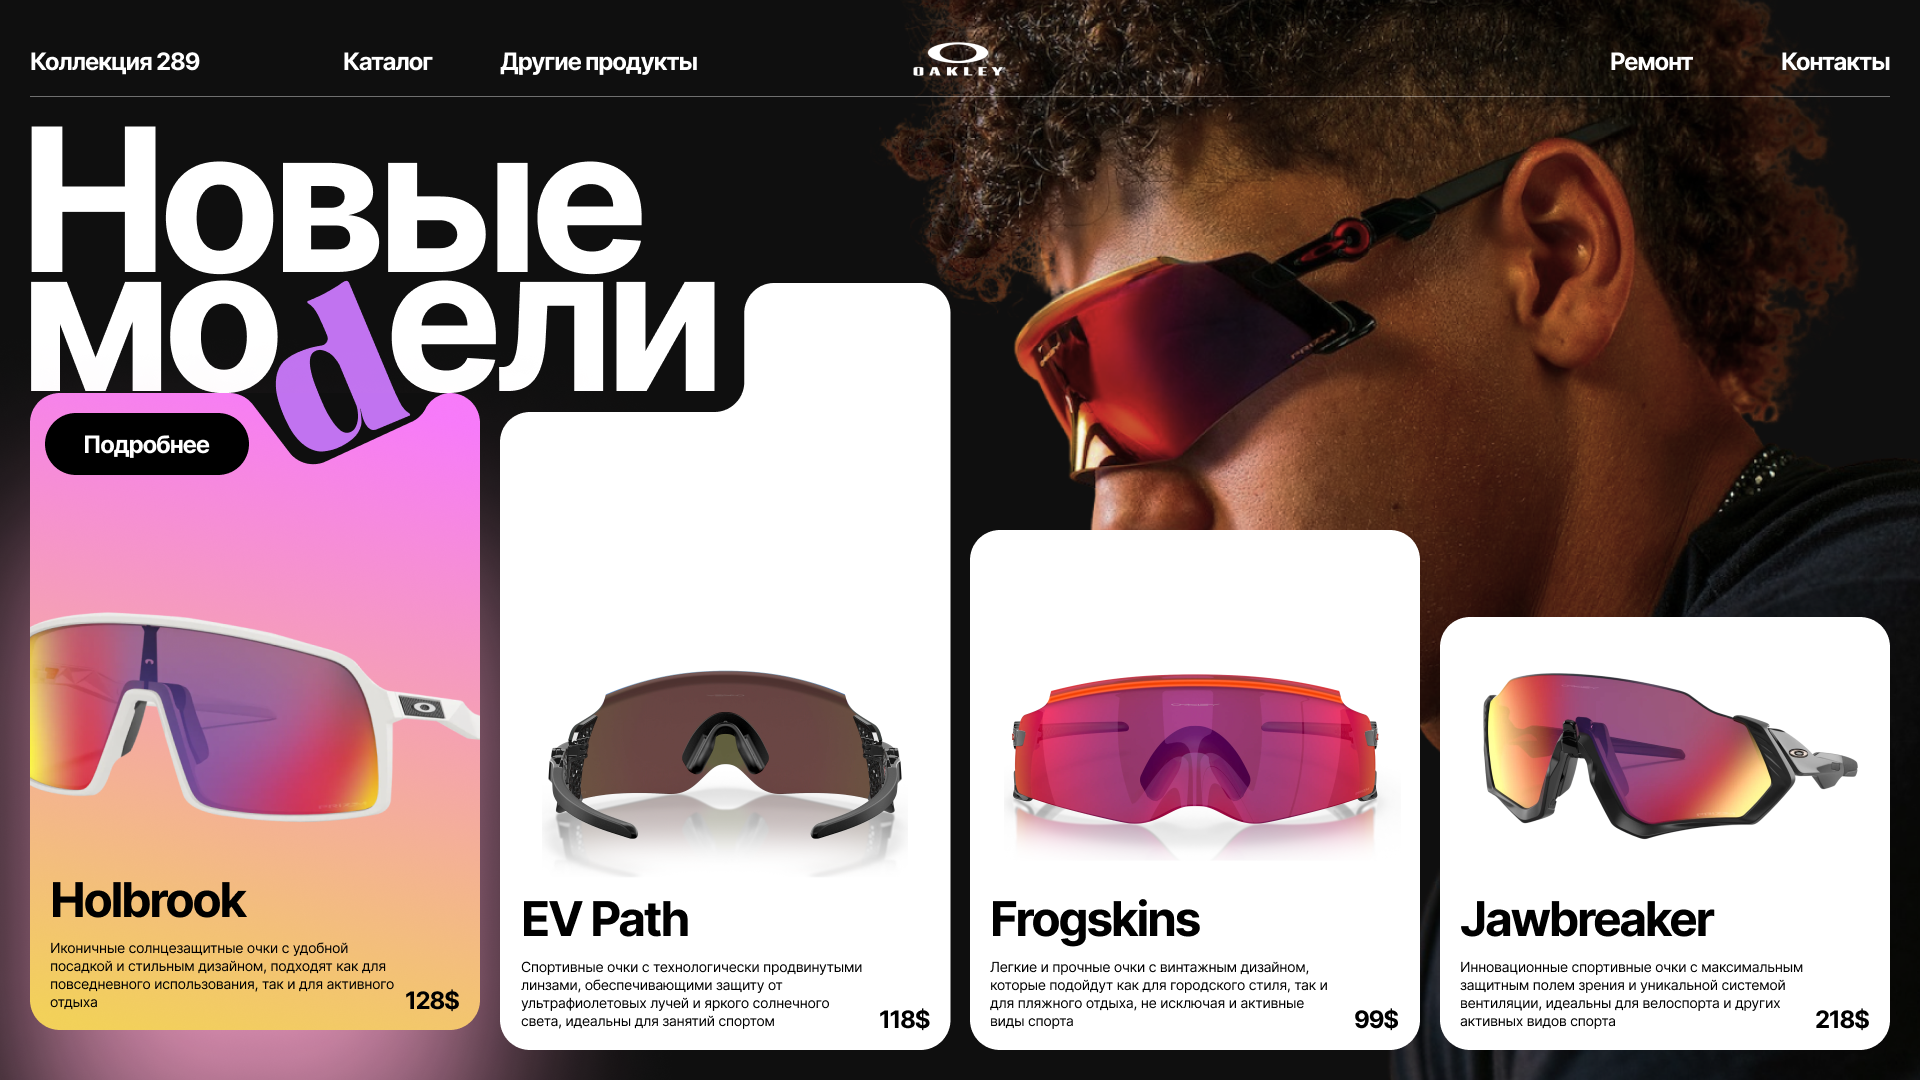 Коллекция 289
Каталог
Другие продукты
OAKLEY
Ремонт
Контакты
Новые
моdели
Подробнее
Holbrook
Иконичные солнцезащитные очки с удобной
посадкой и стильным дизайном, подходят как для
повседневного использования, так и для активного
отдыха
128$
EV Path
Спортивные очки с технологически продвинутыми
линзами, обеспечивающими защиту от
ультрафиолетовых лучей и яркого солнечного
света, идеальны для занятий спортом
118$
Frogskins
Легкие и прочные очки с винтажным дизайном,
которые подойдут как для городского стиля, так и
для пляжного отдыха, не исключая и активные
виды спорта
99$
Jawbreaker
Инновационные спортивные очки с максимальным
защитным полем зрения и уникальной системой
вентиляции, идеальны для велоспорта и других
активных видов спорта
218$